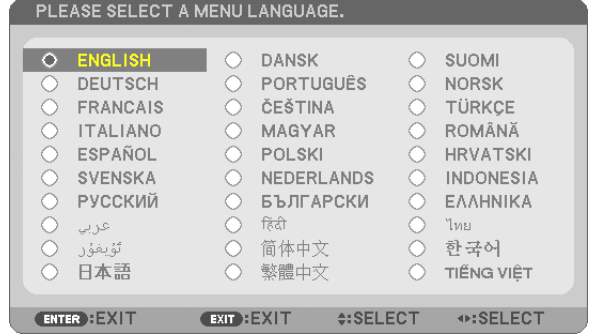 PLEASE SELECT A MENU LANGUAGE.
ENGLISH DANSK SUOMI
DEUTSCH PORTUGUÊS NORSK
FRANCAIS ČEŠTINA TÜRKÇE
ITALIANO MAGYAR ROMÂNĂ
ESPAÑOL POLSKI HRVATSKI
SVENSKA NEDERLANDS INDONESIA
РУССКИЙ БЪЛГАРСКИ ΕΛΛΗΝΙΚΑ
عربي हिंदी ไทย
ئۇيغۇر 简体中文 한국어
日本語 繁體中文 TIẾNG VIỆT
ENTER :EXIT EXIT :EXIT :SELECT :SELECT